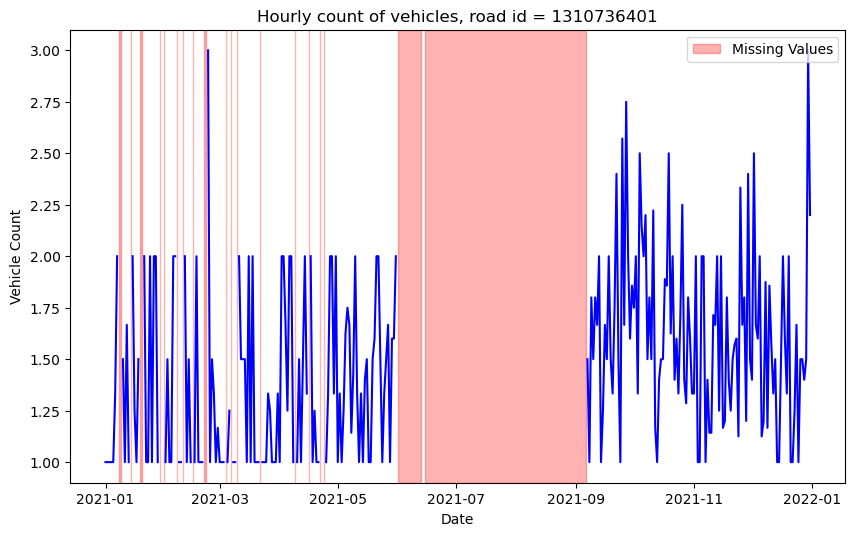 Hourly count of vehicles, road id = 1310736401
Missing Values
Vehicle Count
3.00
2.75
2.50
2.25
2.00
1.75
1.50
1.25
1.00
2021-01 2021-03 2021-05 2021-07 2021-09 2021-11 2022-01
Date